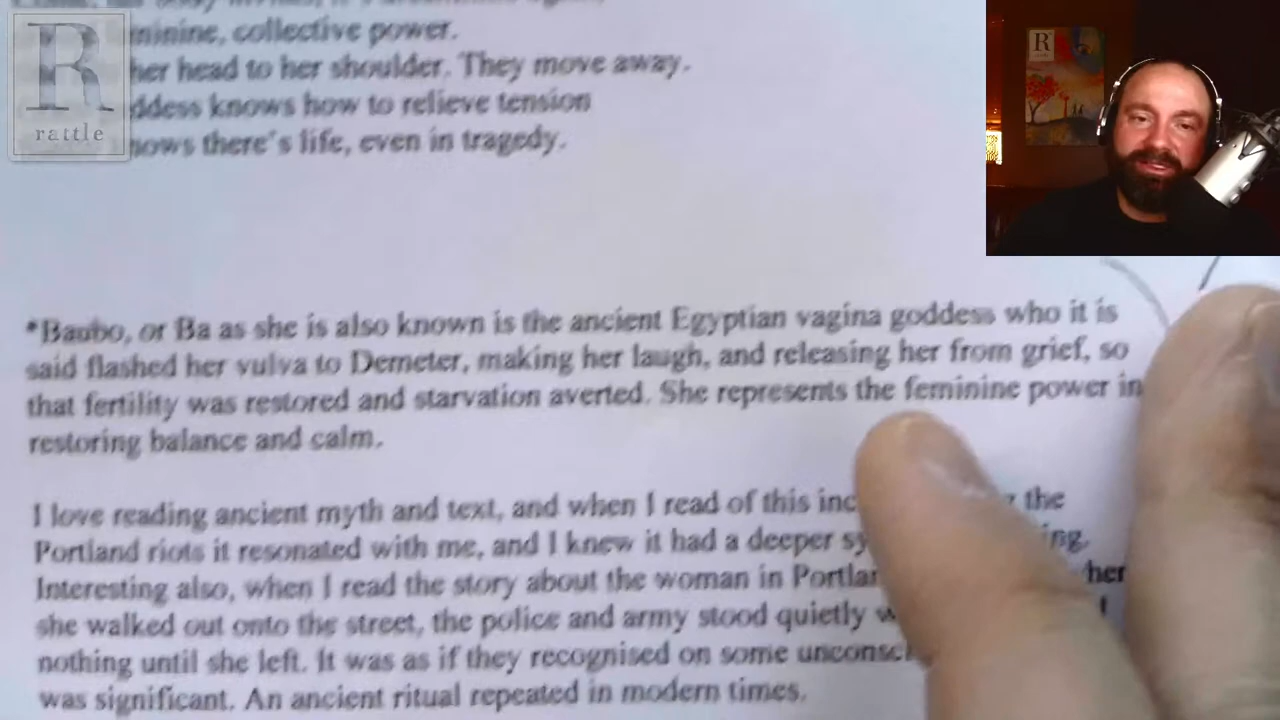 R
rattle
minine, collective power.
her head to her shoulder. They move away.
ddess knows how to relieve tension
nows there's life, even in tragedy.
R
*Baubo, or Ba as she is also known is the ancient Egyptian vagina goddess who it is
said flashed her vulva to Demeter, making her laugh, and releasing her from grief, so
that fertility was restored and starvation averted. She represents the feminine power in
restoring balance and calm.
I love reading ancient myth and text, and when I read of this inc the
Portland riots it resonated with me, and I knew it had a deeper sy ng.
Interesting also, when I read the story about the woman in Portlan her
she walked out onto the street, the police and army stood quietly w
nothing until she left. It was as if they recognised on some unconsci
was significant. An ancient ritual repeated in modern times.